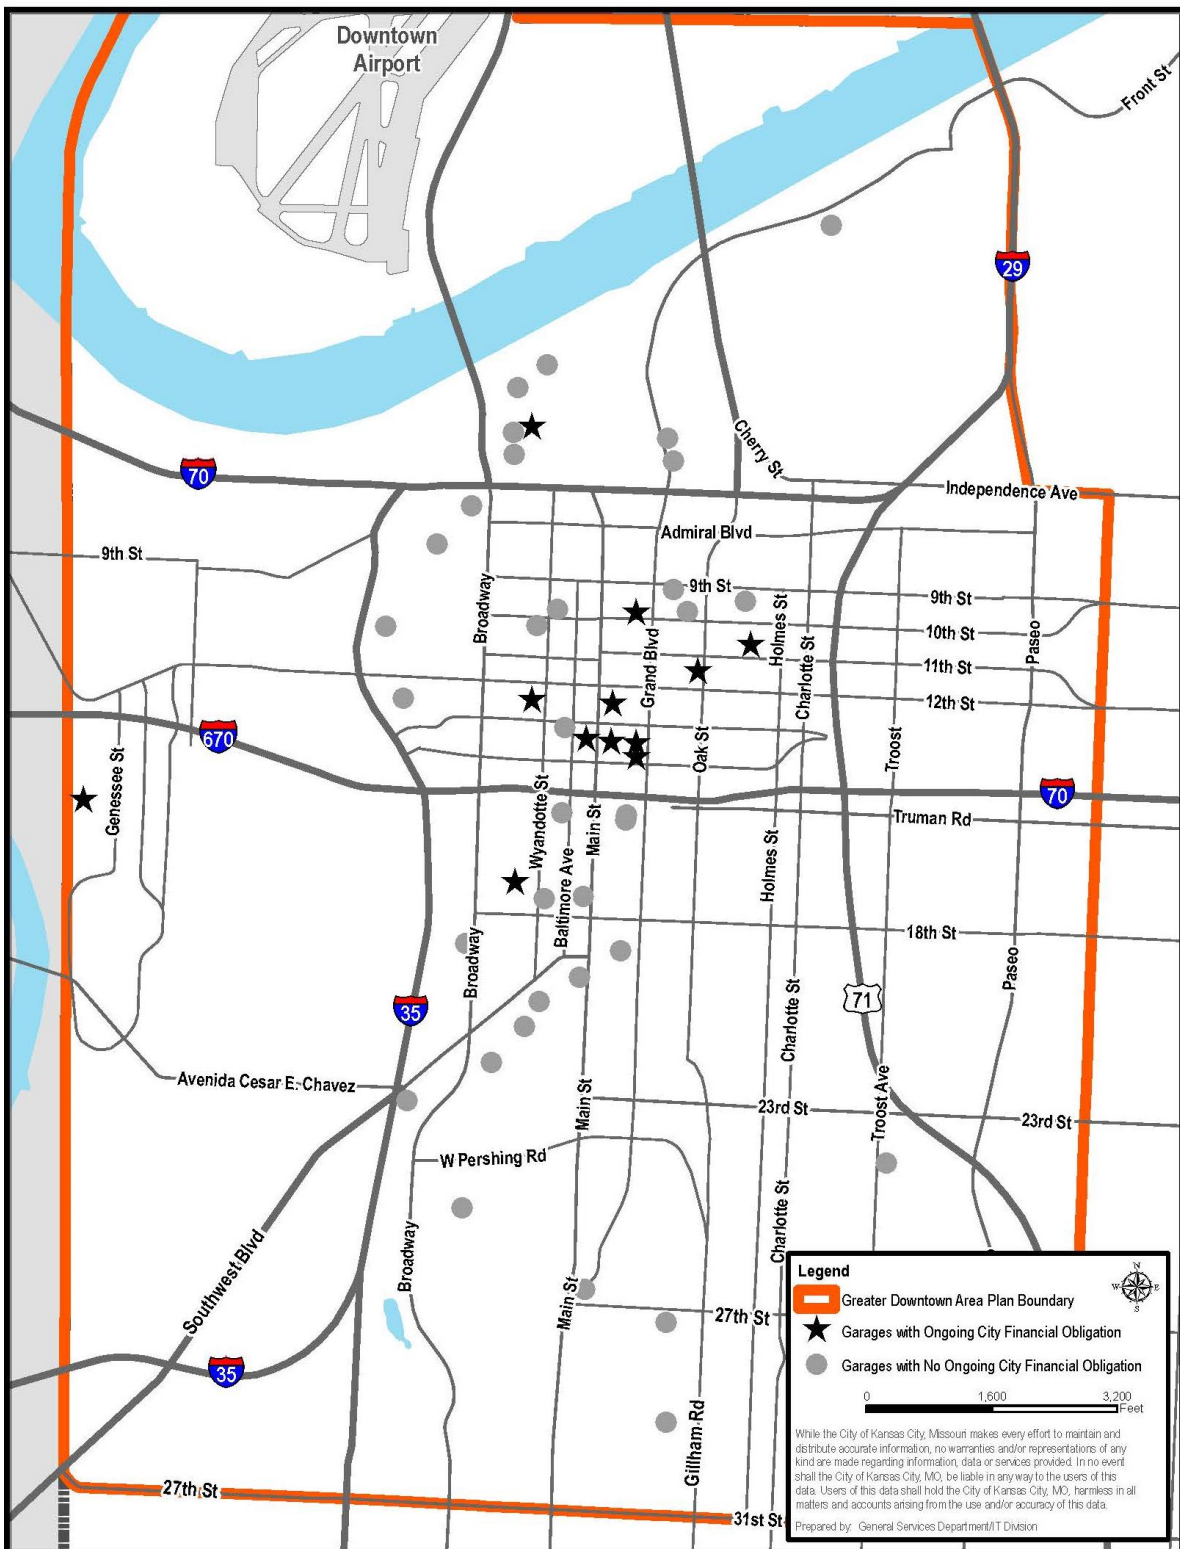 Downtown
Airport
Front St
29
Cherry St
70
Independence Ave
Admiral Blvd
9th St
9th St
9th St
Broadway
10th St
Holmes St
Paseo
Grand Blvd
Charlotte St
11th St
12th St
670
Oak St
Troost
Genessee St
70
Wyandotte St
Main St
Truman Rd
Holmes St
Baltimore Ave
18th St
Broadway
Paseo
71
35
Charlotte St
Avenida Cesar E. Chavez
Main St
23rd St
Troost Ave
23rd St
W Pershing Rd
Charlotte St
Broadway
Southwest Blvd
Main St
27th St
35
Gillham Rd
27th St
31st St
Legend
N
W E
S
Greater Downtown Area Plan Boundary
Garages with Ongoing City Financial Obligation
Garages with No Ongoing City Financial Obligation
0 1,600 3,200
Feet
While the City of Kansas City, Missouri makes every effort to maintain and
distribute accurate information, no warranties and/or representations of any
kind are made regarding information, data or services provided. In no event
shall the City of Kansas City, MO, be liable in any way to the users of this
data. Users of this data shall hold the City of Kansas City, MO, harmless in all
matters and accounts arising from the use and/or accuracy of this data.
Prepared by: General Services Department/IT Division